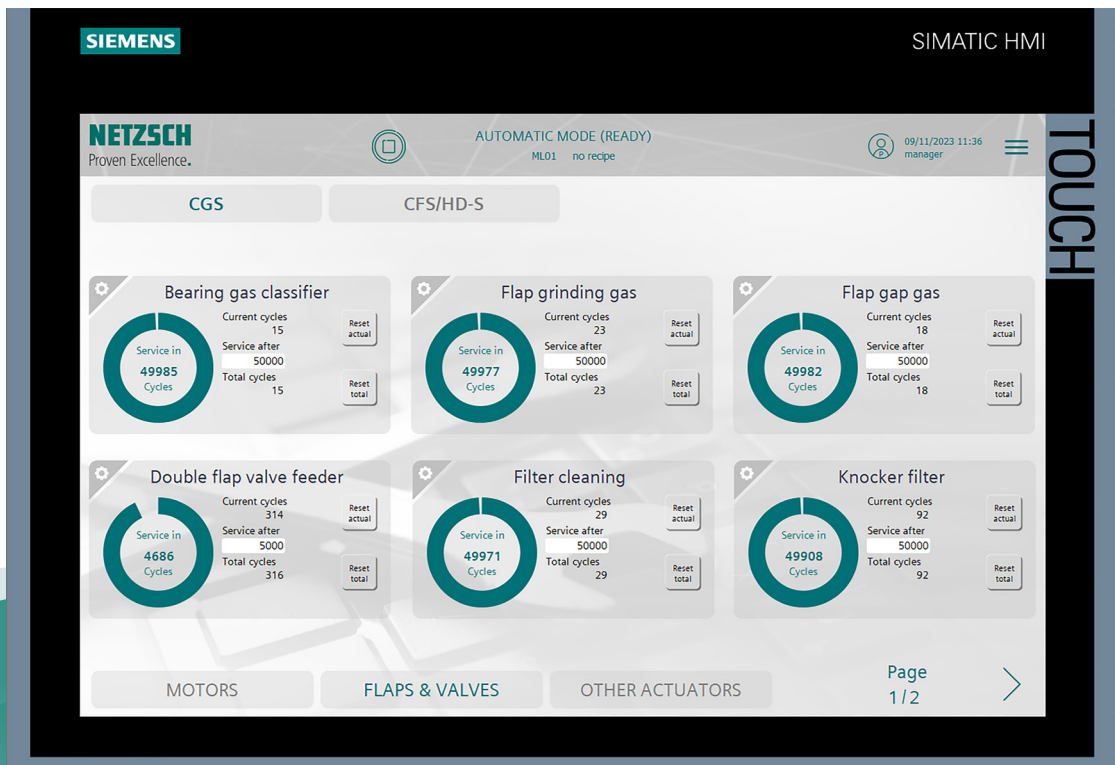 SIEMENS
SIMATIC HMI
TOUCH
NETZSCH
Proven Excellence.
AUTOMATIC MODE (READY)
ML01 no recipe
09/11/2023 11:36
manager
CGS
CFS/HD-S
Bearing gas classifier
Service in
49985
Cycles
Current cycles
15
Service after
50000
Total cycles
15
Reset
actual
Reset
total
Flap grinding gas
Service in
49977
Cycles
Current cycles
23
Service after
50000
Total cycles
23
Reset
actual
Reset
total
Flap gap gas
Service in
49982
Cycles
Current cycles
18
Service after
50000
Total cycles
18
Reset
actual
Reset
total
Double flap valve feeder
Service in
4686
Cycles
Current cycles
314
Service after
5000
Total cycles
316
Reset
actual
Reset
total
Filter cleaning
Service in
49971
Cycles
Current cycles
29
Service after
50000
Total cycles
29
Reset
actual
Reset
total
Knocker filter
Service in
49908
Cycles
Current cycles
92
Service after
50000
Total cycles
92
Reset
actual
Reset
total
MOTORS
FLAPS & VALVES
OTHER ACTUATORS
Page
1/2